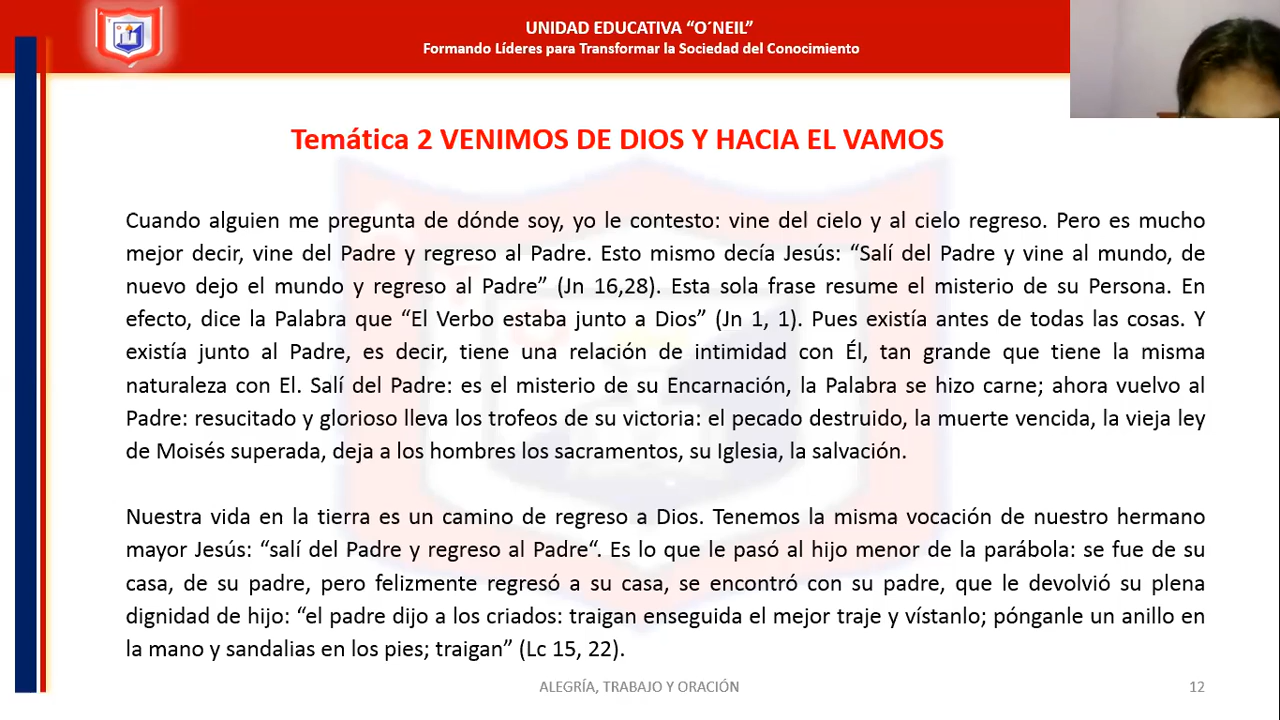 UNIDAD EDUCATIVA “O´NEIL”
Formando Líderes para Transformar la Sociedad del Conocimiento
Temática 2 VENIMOS DE DIOS Y HACIA EL VAMOS
Cuando alguien me pregunta de dónde soy, yo le contesto: vine del cielo y al cielo regreso. Pero es mucho
mejor decir, vine del Padre y regreso al Padre. Esto mismo decía Jesús: “Salí del Padre y vine al mundo, de
nuevo dejo el mundo y regreso al Padre” (Jn 16,28). Esta sola frase resume el misterio de su Persona. En
efecto, dice la Palabra que “El Verbo estaba junto a Dios” (Jn 1, 1). Pues existía antes de todas las cosas. Y
existía junto al Padre, es decir, tiene una relación de intimidad con Él, tan grande que tiene la misma
naturaleza con El. Salí del Padre: es el misterio de su Encarnación, la Palabra se hizo carne; ahora vuelvo al
Padre: resucitado y glorioso lleva los trofeos de su victoria: el pecado destruido, la muerte vencida, la vieja ley
de Moisés superada, deja a los hombres los sacramentos, su Iglesia, la salvación.
Nuestra vida en la tierra es un camino de regreso a Dios. Tenemos la misma vocación de nuestro hermano
mayor Jesús: “salí del Padre y regreso al Padre“. Es lo que le pasó al hijo menor de la parábola: se fue de su
casa, de su padre, pero felizmente regresó a su casa, se encontró con su padre, que le devolvió su plena
dignidad de hijo: “el padre dijo a los criados: traigan enseguida el mejor traje y vístanlo; pónganle un anillo en
la mano y sandalias en los pies; traigan” (Lc 15, 22).
ALEGRÍA, TRABAJO Y ORACIÓN
12